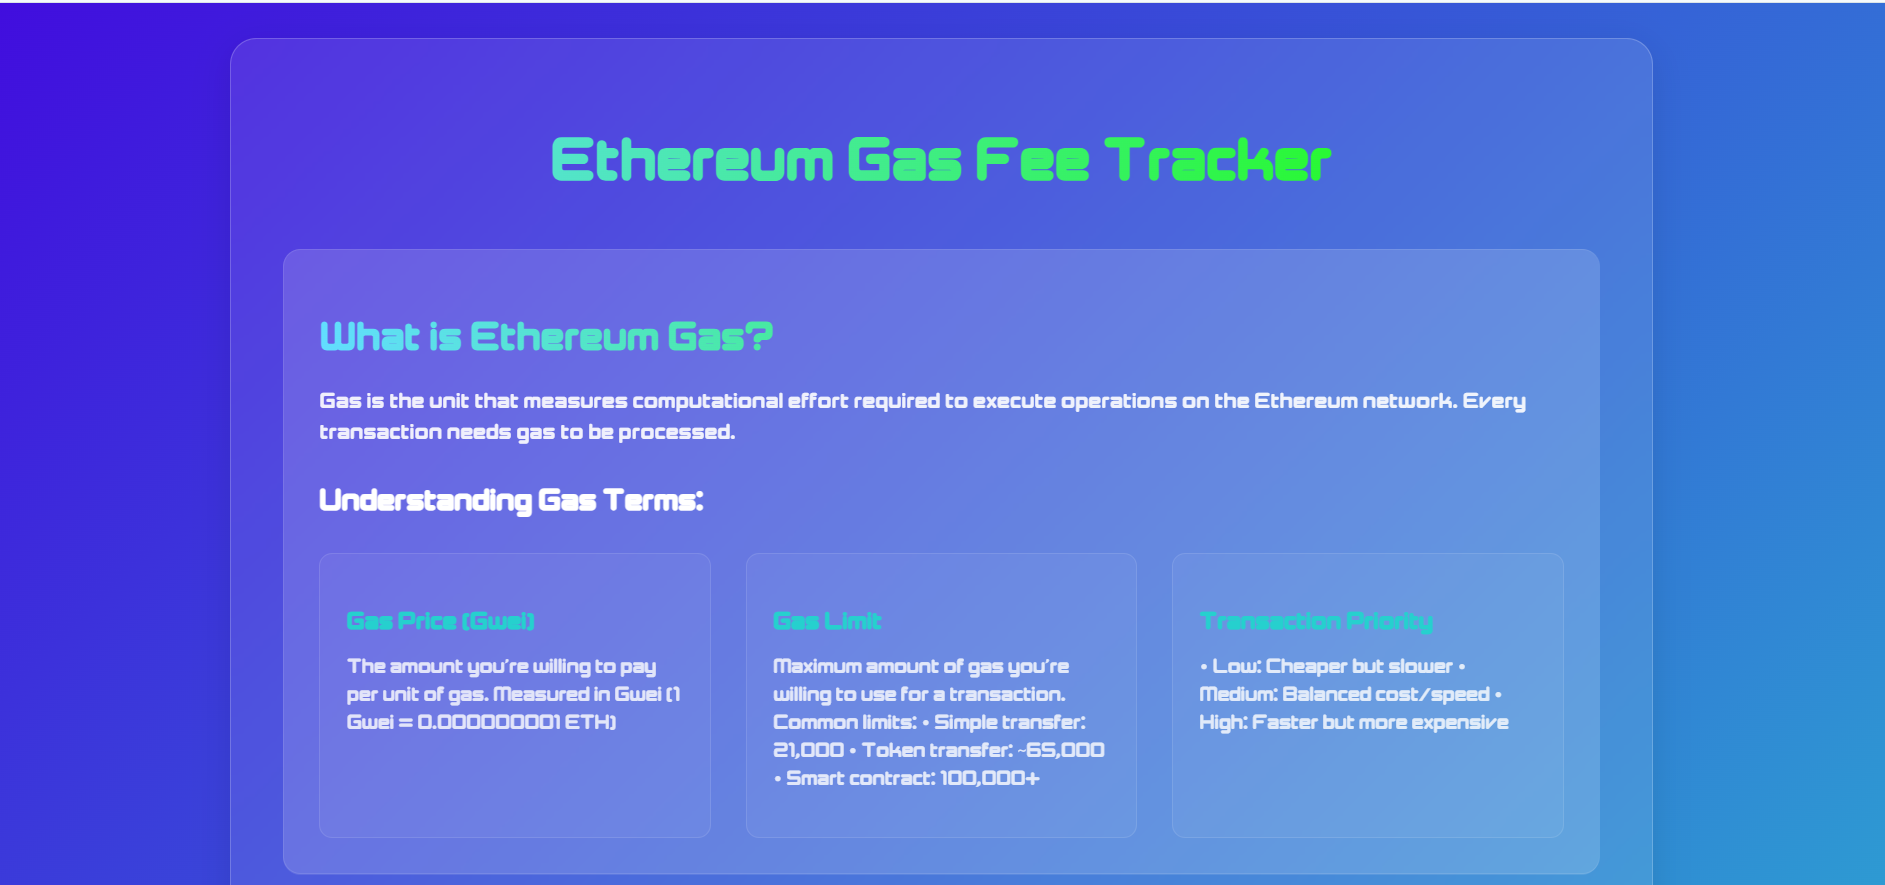 Ethereum Gas Fee Tracker
What is Ethereum Gas?
Gas is the unit that measures computational effort required to execute operations on the Ethereum network. Every
transaction needs gas to be processed.
Understanding Gas Terms:
Gas Price (Gwei)
The amount you're willing to pay
per unit of gas. Measured in Gwei (1
Gwei = 0.000000001 ETH)
Gas Limit
Maximum amount of gas you're
willing to use for a transaction.
Common limits: • Simple transfer:
21,000 • Token transfer: ~65,000
• Smart contract: 100,000+
Transaction Priority
• Low: Cheaper but slower •
Medium: Balanced cost/speed •
High: Faster but more expensive